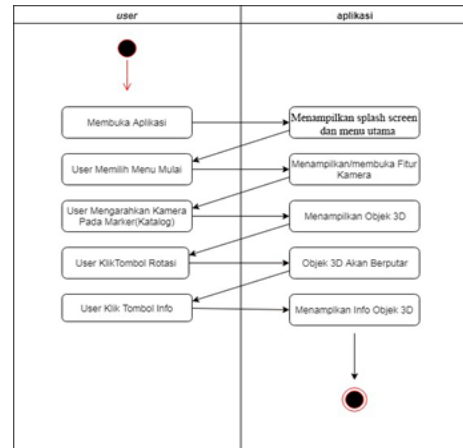 user
aplikasi
Membuka Aplikasi
Menampilkan splash screen
dan menu utama
User Memilih Menu Mulai
Menampilkan/membuka Fitur
Kamera
User Mengarahkan Kamera
Pada Marker(Katalog)
Menampilkan Objek 3D
User KlikTombol Rotasi
Objek 3D Akan Berputar
User Klik Tombol Info
Menampilkan Info Objek 3D